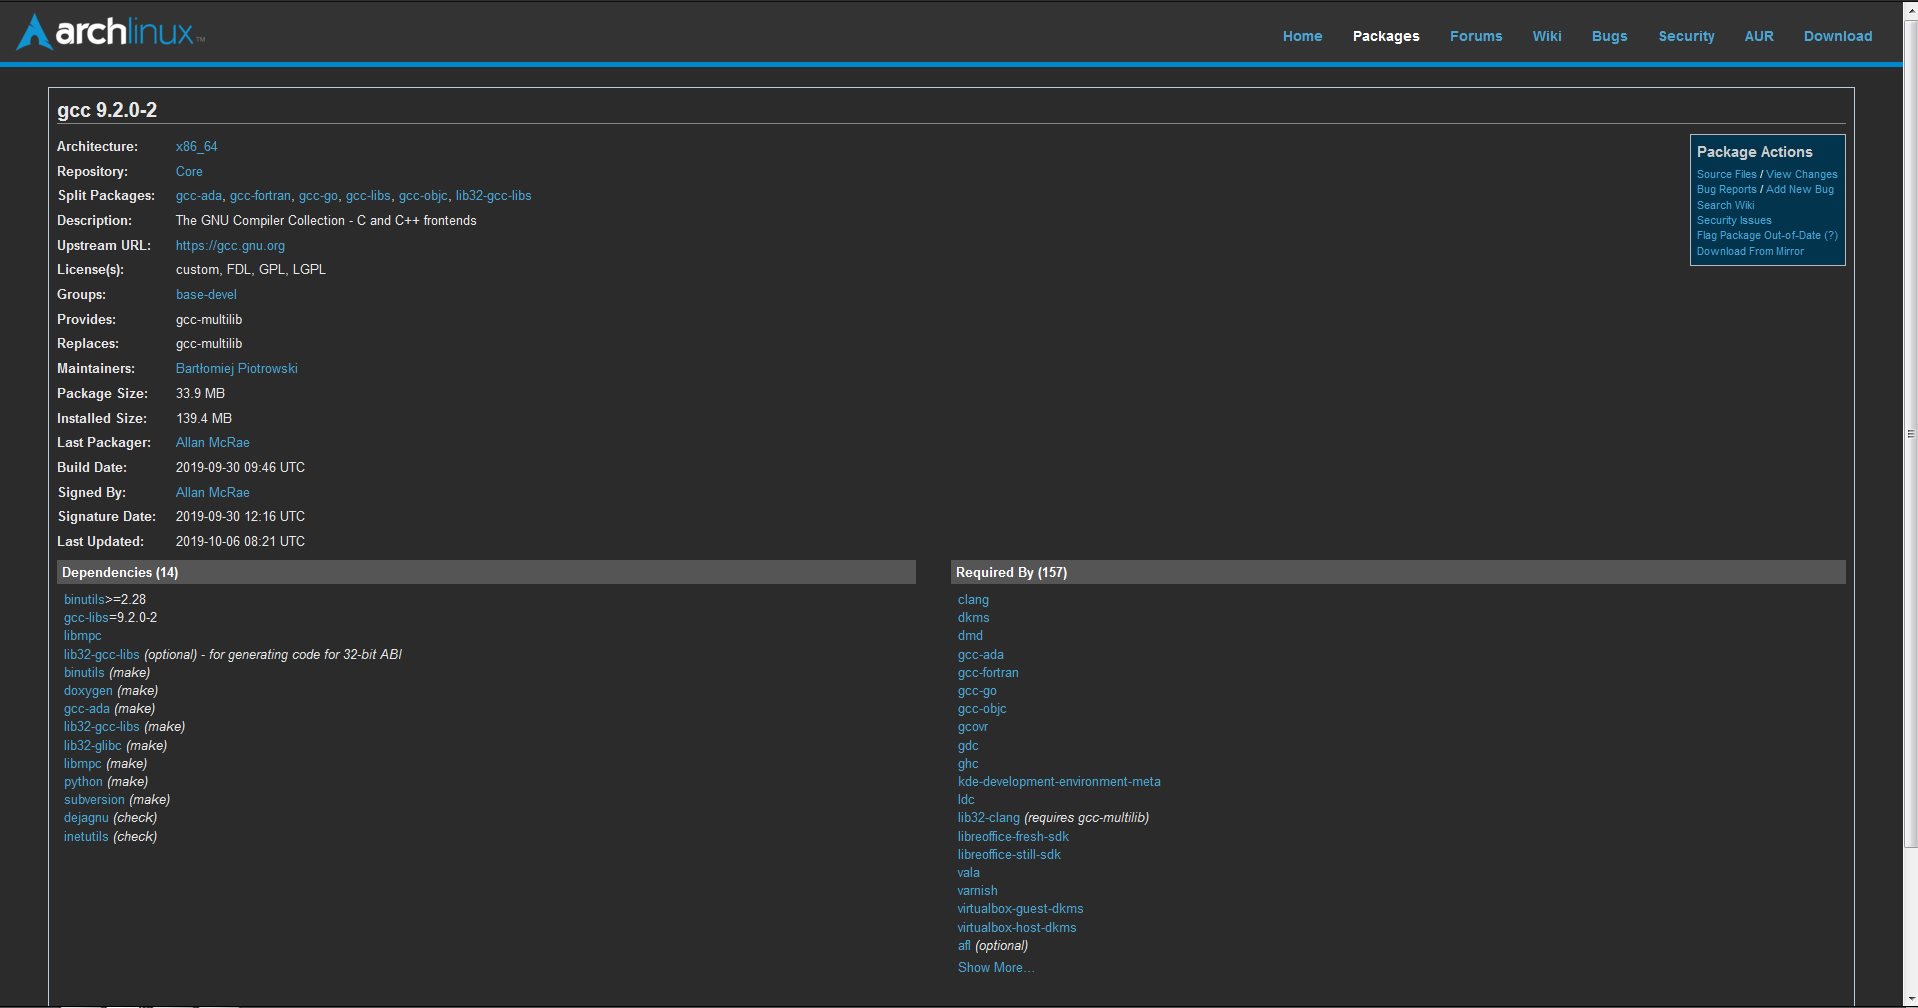 archlinux™
Home Packages Forums Wiki Bugs Security AUR Download
gcc 9.2.0-2
Architecture: x86_64
Repository: Core
Split Packages: gcc-ada, gcc-fortran, gcc-go, gcc-libs, gcc-objc, lib32-gcc-libs
Description: The GNU Compiler Collection - C and C++ frontends
Upstream URL: https://gcc.gnu.org
License(s): custom, FDL, GPL, LGPL
Groups: base-devel
Provides: gcc-multilib
Replaces: gcc-multilib
Maintainers: Bartłomiej Piotrowski
Package Size: 33.9 MB
Installed Size: 139.4 MB
Last Packager: Allan McRae
Build Date: 2019-09-30 09:46 UTC
Signed By: Allan McRae
Signature Date: 2019-09-30 12:16 UTC
Last Updated: 2019-10-06 08:21 UTC
Package Actions
Source Files / View Changes
Bug Reports / Add New Bug
Search Wiki
Security Issues
Flag Package Out-of-Date (?)
Download From Mirror
Dependencies (14)
binutils>=2.28
gcc-libs=9.2.0-2
libmpc
lib32-gcc-libs (optional) - for generating code for 32-bit ABI
binutils (make)
doxygen (make)
gcc-ada (make)
lib32-gcc-libs (make)
lib32-glibc (make)
libmpc (make)
python (make)
subversion (make)
dejagnu (check)
inetutils (check)
Required By (157)
clang
dkms
dmd
gcc-ada
gcc-fortran
gcc-go
gcc-objc
gcovr
gdc
ghc
kde-development-environment-meta
ldc
lib32-clang (requires gcc-multilib)
libreoffice-fresh-sdk
libreoffice-still-sdk
vala
varnish
virtualbox-guest-dkms
virtualbox-host-dkms
afl (optional)
Show More…